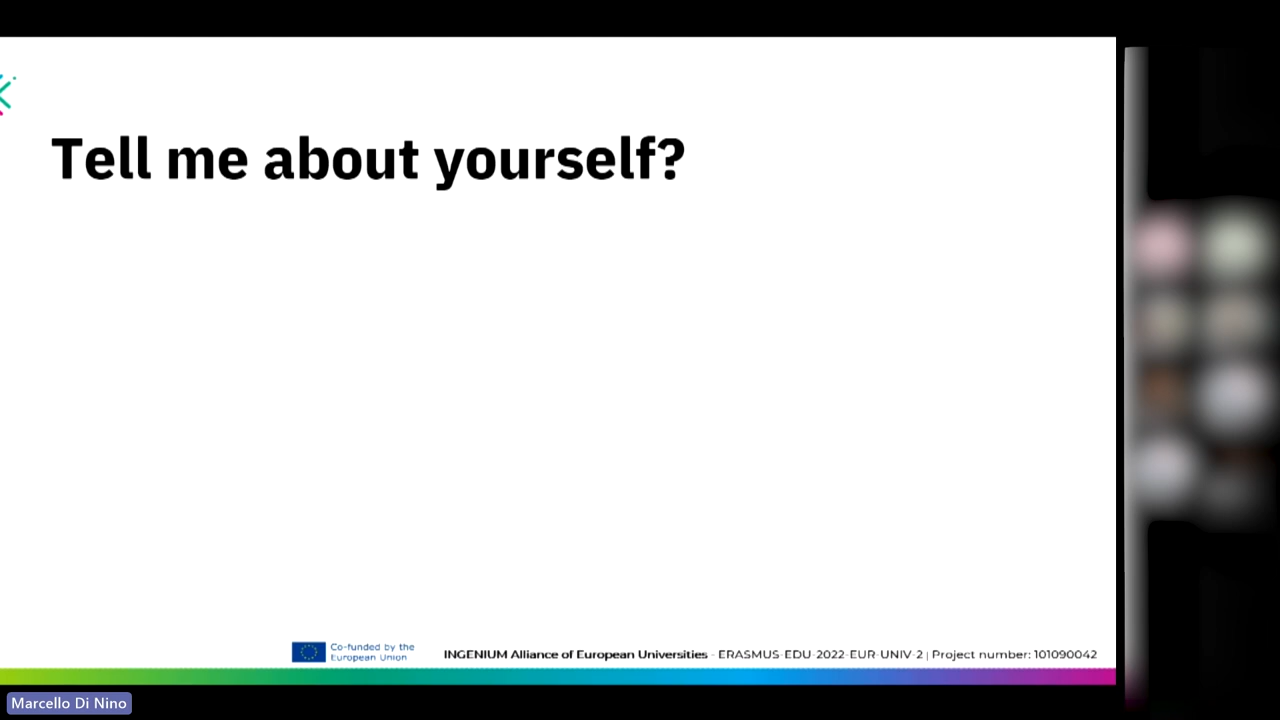 Tell me about yourself?
Co-funded by the
European Union
INGENIUM Alliance of European Universities - ERASMUS-EDU-2022-EUR-UNIV-2 | Project number: 101090042
Marcello Di Nino